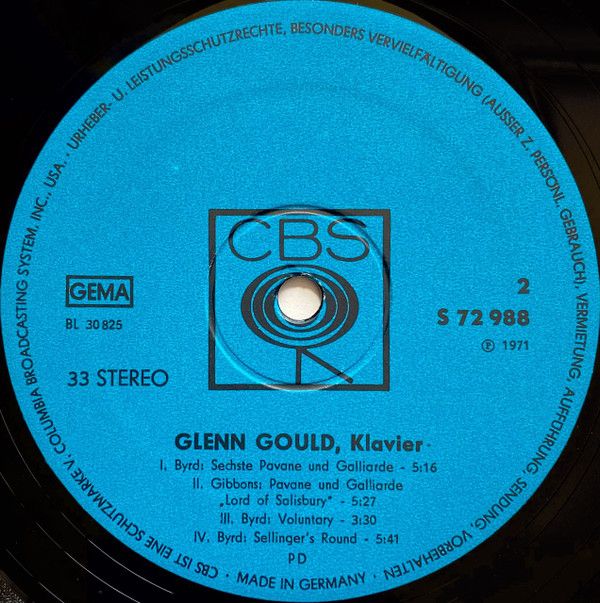 CBS
GEMA
BL 30 825
33 STEREO
2
S 72 988
Ⓟ 1971
GLENN GOULD, Klavier
I. Byrd: Sechste Pavane und Galliarde - 5:16
II. Gibbons: Pavane und Galliarde
„Lord of Salisbury" - 5:27
III. Byrd: Voluntary - 3:30
IV. Byrd: Sellinger's Round - 5:41
PD
CBS IST EINE SCHUTZMARKE V. COLUMBIA BROADCASTING SYSTEM, INC., USA. · URHEBER- U. LEISTUNGSSCHUTZRECHTE, BESONDERS VERVIELFÄLTIGUNG (AUSSER Z. PERSÖNL. GEBRAUCH), VERMIETUNG, AUFFÜHRUNG, SENDUNG, VORBEHALTEN · MADE IN GERMANY ·